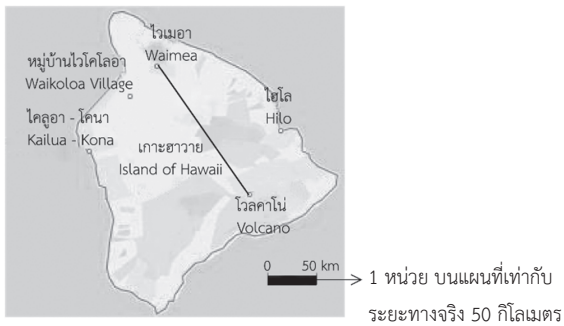 ไวเมอา
Waimea
หมู่บ้านไวโคโลอา
Waikoloa Village
ไฮโล
Hilo
ไคลูอา - โคนา
Kailua - Kona
เกาะฮาวาย
Island of Hawaii
โวลคาโน่
Volcano
0 50 km
1 หน่วย บนแผนที่เท่ากับ
ระยะทางจริง 50 กิโลเมตร